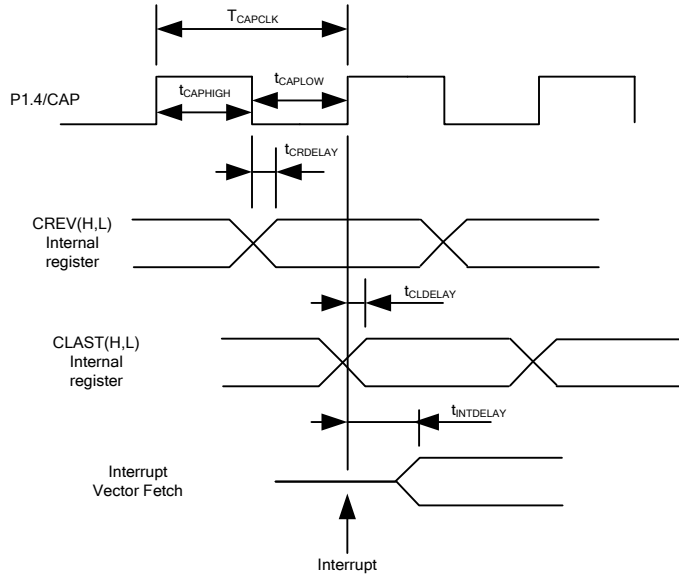 TCAPCLK
tCAPHIGH
tCAPLOW
P1.4/CAP
tCRDELAY
CREV(H,L)
Internal
register
tCLDELAY
CLAST(H,L)
Internal
register
tINTDELAY
Interrupt
Vector Fetch
Interrupt